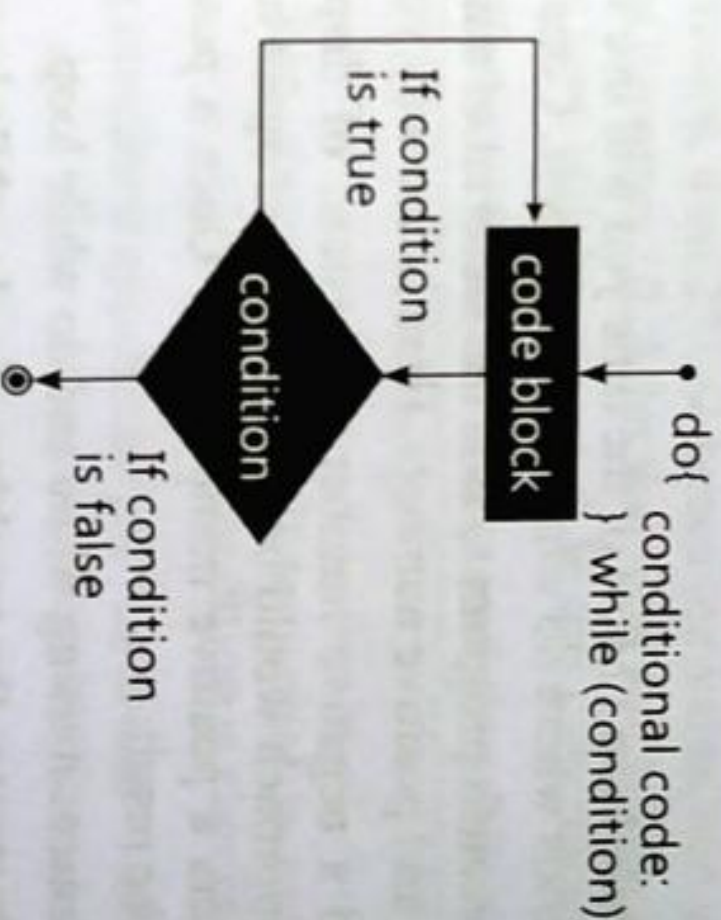 do{
conditional code:
} while (condition)
code block
If condition
is true
condition
If condition
is false